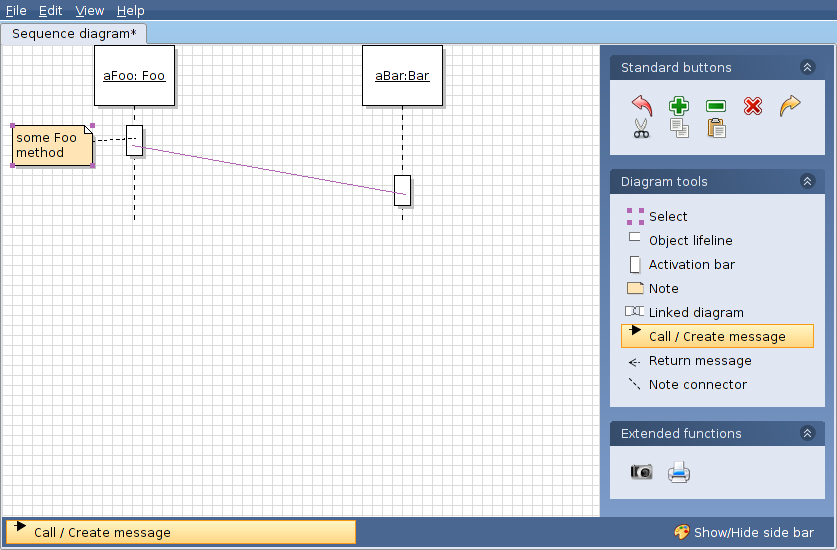 File Edit View Help
Sequence diagram*
aFoo: Foo
aBar:Bar
some Foo
method
Standard buttons
Diagram tools
Select
Object lifeline
Activation bar
Note
Linked diagram
Call / Create message
Return message
Note connector
Extended functions
Call / Create message
Show/Hide side bar